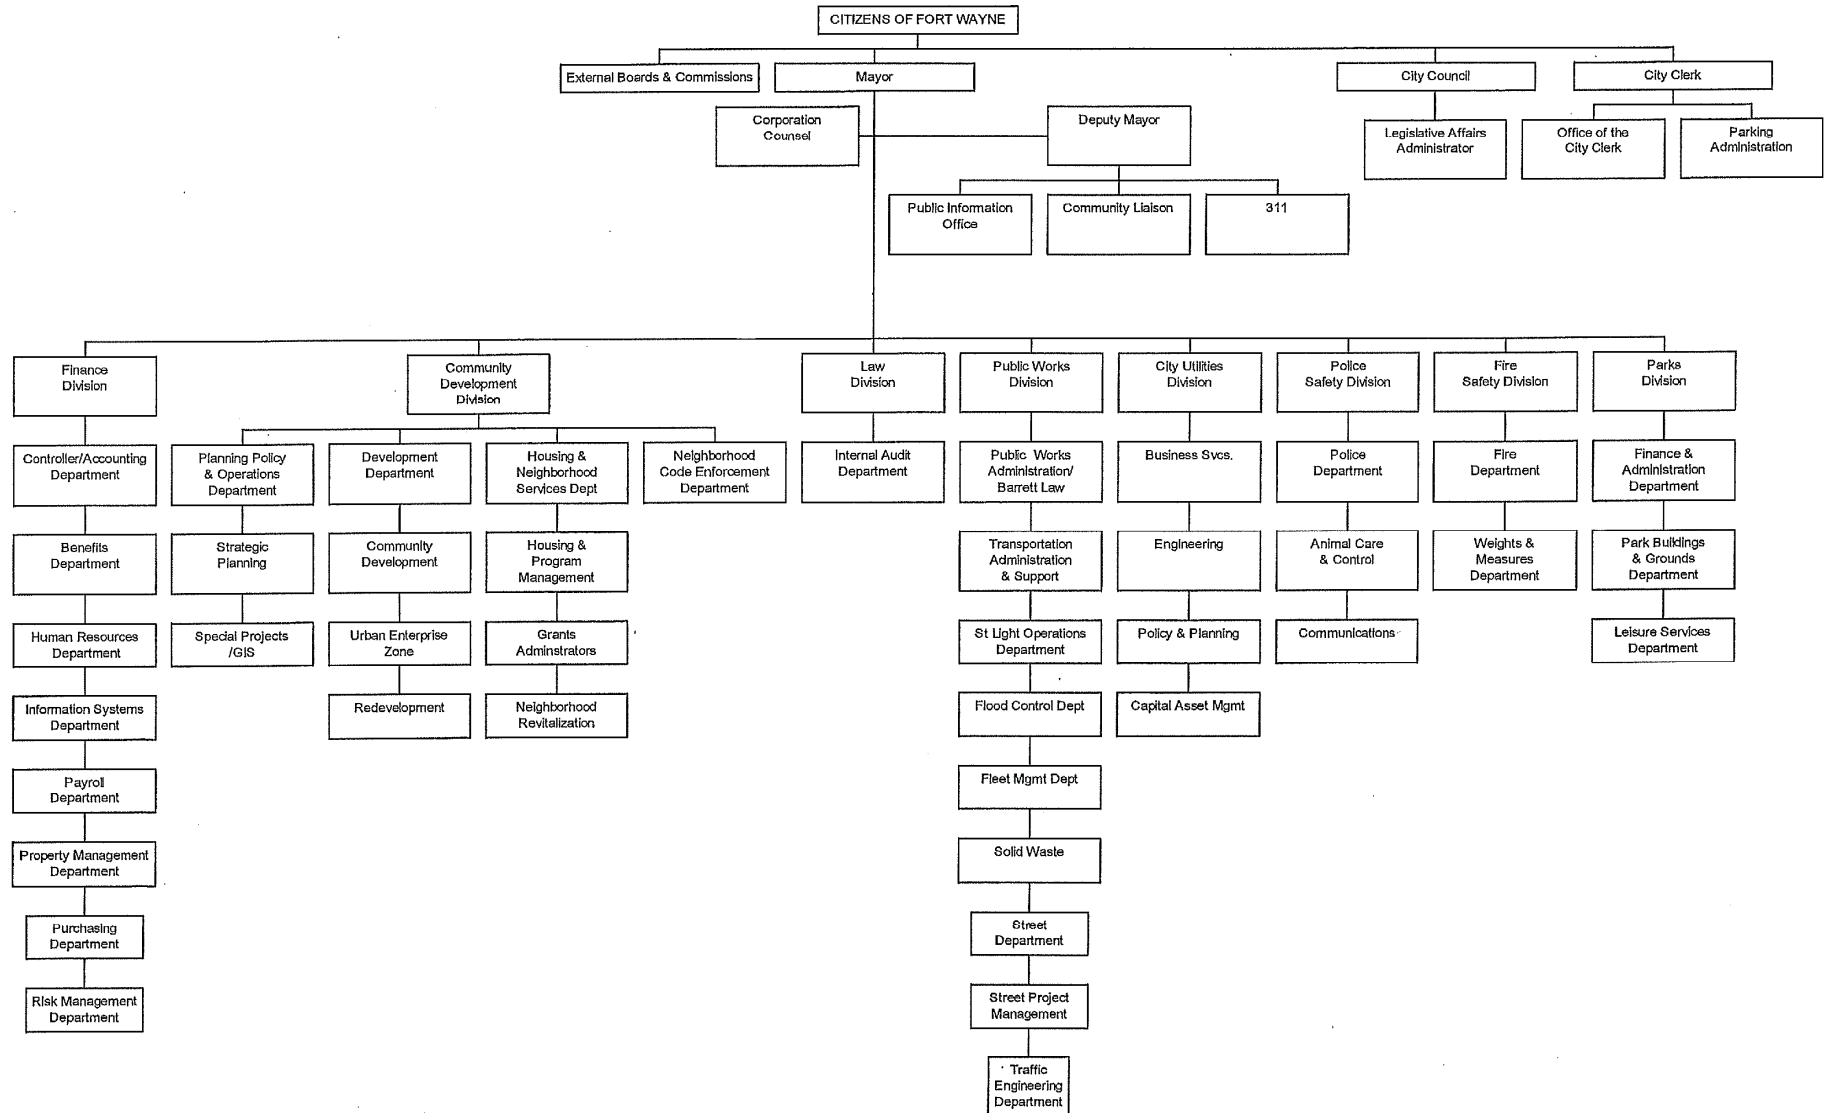 CITIZENS OF FORT WAYNE
External Boards & Commissions
Mayor
City Council
City Clerk
Corporation
Counsel
Deputy Mayor
Legislative Affairs
Administrator
Office of the
City Clerk
Parking
Administration
Public Information
Office
Community Liaison
311
Finance
Division
Community
Development
Division
Law
Division
Public Works
Division
City Utilities
Division
Police
Safety Division
Fire
Safety Division
Parks
Division
Controller/Accounting
Department
Planning Policy
& Operations
Department
Development
Department
Housing &
Neighborhood
Services Dept
Neighborhood
Code Enforcement
Department
Internal Audit
Department
Public Works
Administration/
Barrett Law
Business Svcs.
Police
Department
Fire
Department
Finance &
Administration
Department
Benefits
Department
Strategic
Planning
Community
Development
Housing &
Program
Management
Transportation
Administration
& Support
Engineering
Animal Care
& Control
Weights &
Measures
Department
Park Buildings
& Grounds
Department
Human Resources
Department
Special Projects
/GIS
Urban Enterprise
Zone
Grants
Adminstrators
St Light Operations
Department
Policy & Planning
Communications
Leisure Services
Department
Information Systems
Department
Redevelopment
Neighborhood
Revitalization
Flood Control Dept
Capital Asset Mgmt
Payroll
Department
Fleet Mgmt Dept
Property Management
Department
Solid Waste
Purchasing
Department
Street
Department
Risk Management
Department
Street Project
Management
Traffic
Engineering
Department